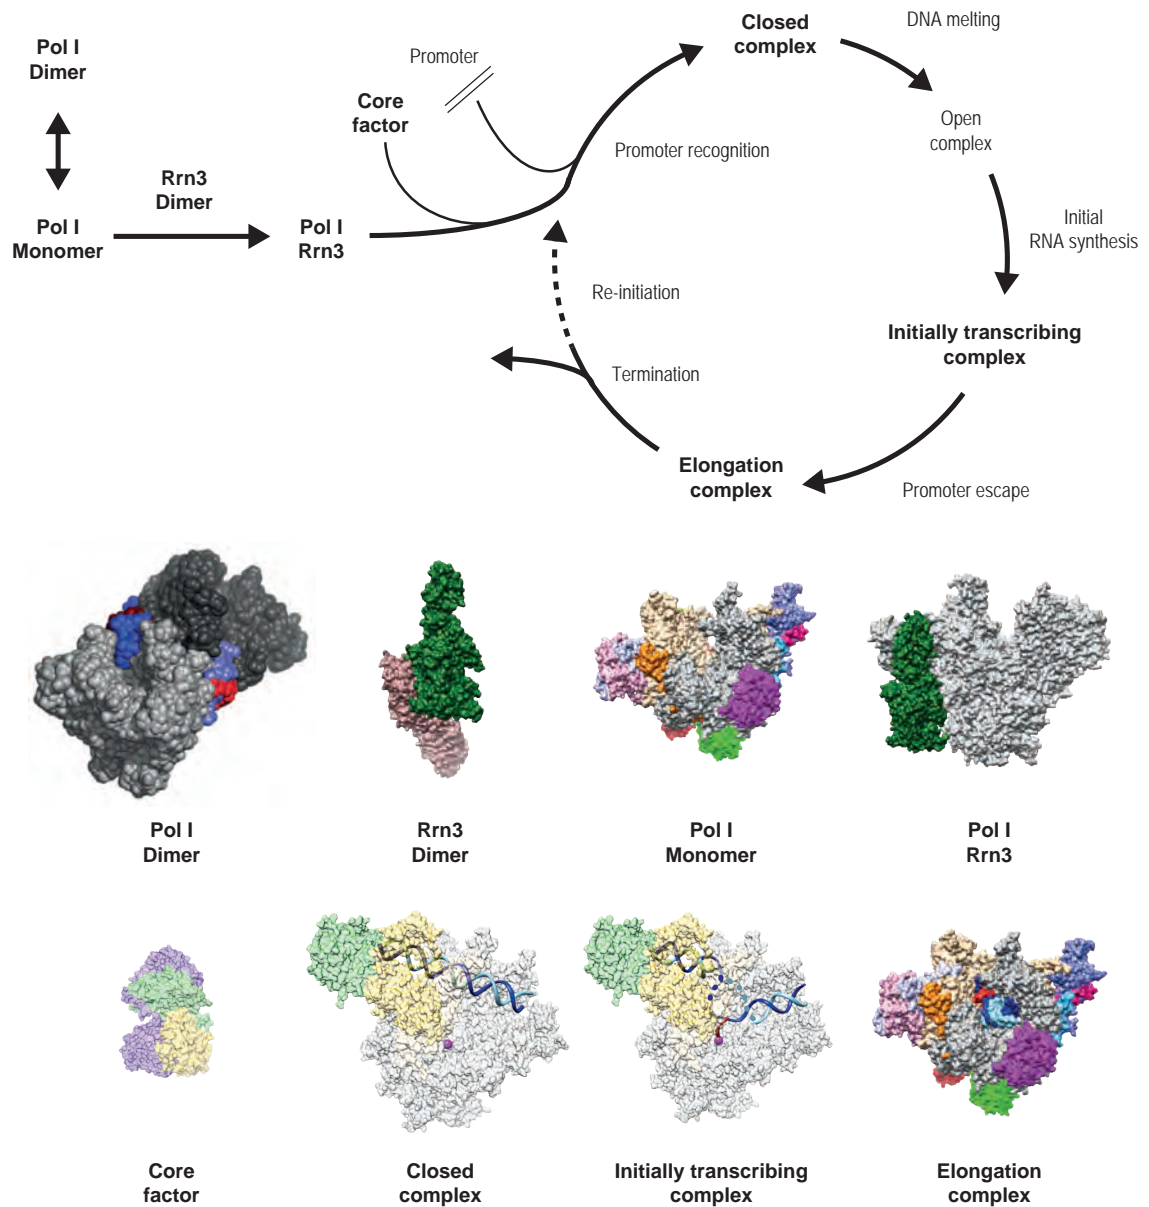 Closed
complex
DNA melting
Pol I
Dimer
Promoter
Core
factor
Open
complex
Promoter recognition
Rrn3
Dimer
Pol I
Monomer
Pol I
Rrn3
Initial
RNA synthesis
Re-initiation
Initially transcribing
complex
Termination
Elongation
complex
Promoter escape
Pol I
Dimer
Rrn3
Dimer
Pol I
Monomer
Pol I
Rrn3
Core
factor
Closed
complex
Initially transcribing
complex
Elongation
complex